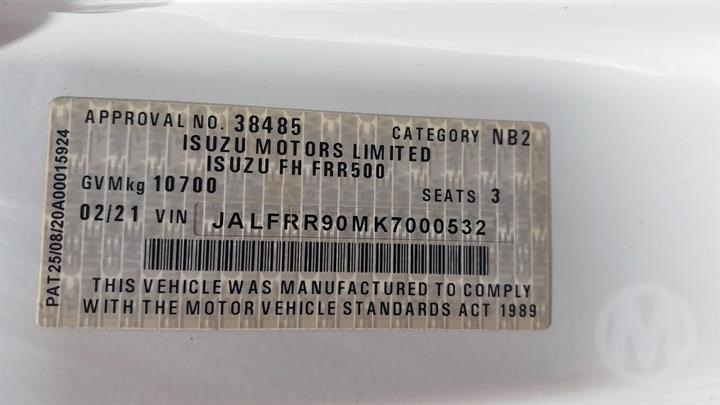 APPROVAL NO. 38485 CATEGORY NB2
ISUZU MOTORS LIMITED
ISUZU FH FRR500
GVMkg 10700 SEATS 3
02/21 VIN JALFRR90MK7000532
THIS VEHICLE WAS MANUFACTURED TO COMPLY
WITH THE MOTOR VEHICLE STANDARDS ACT 1989
PAT25/08/20A00015924
M